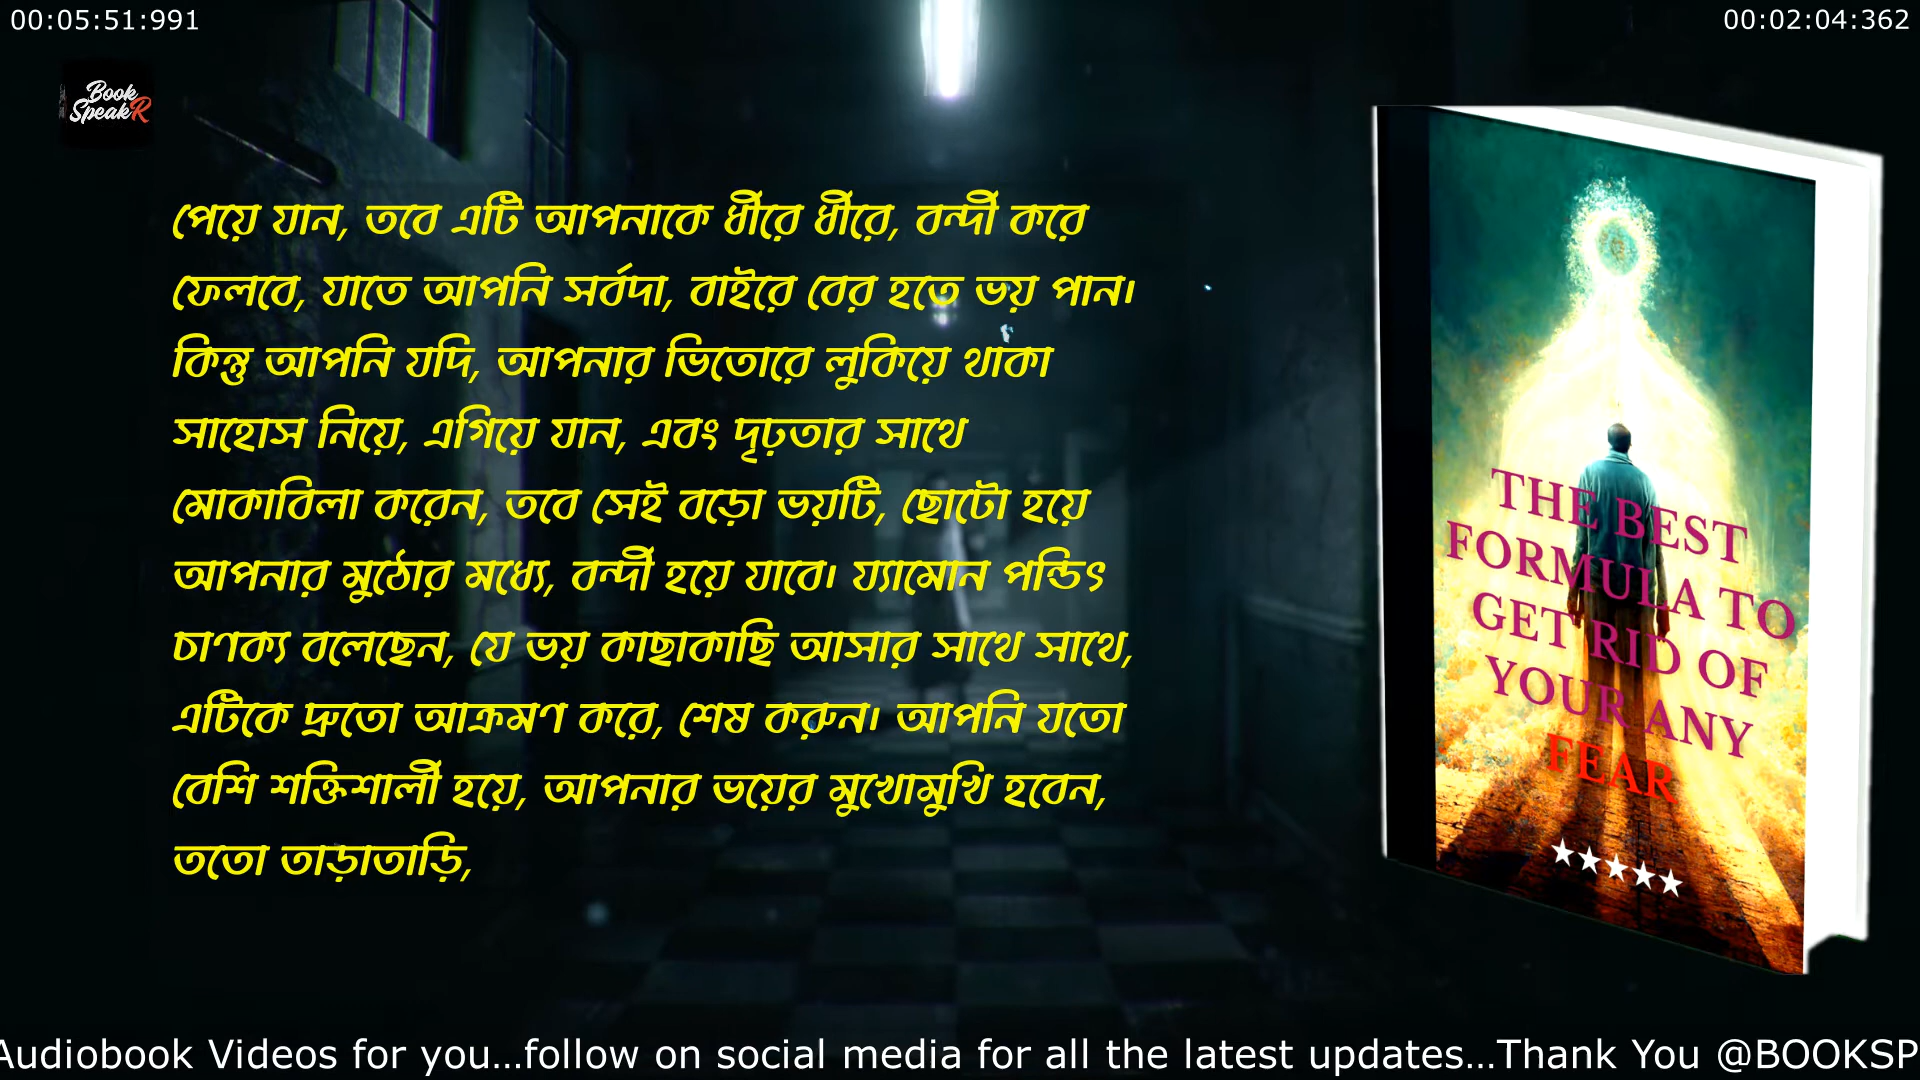 00:05:51:991
00:02:04:362
Book
SpeakR
পেয়ে যান, তবে এটি আপনাকে ধীরে ধীরে, বন্দী করে
ফেলবে, যাতে আপনি সর্বদা, বাইরে বের হতে ভয় পান।
কিন্তু আপনি যদি, আপনার ভিতোরে লুকিয়ে থাকা
সাহোস নিয়ে, এগিয়ে যান, এবং দৃঢ়তার সাথে
মোকাবিলা করেন, তবে সেই বড়ো ভয়টি, ছোটো হয়ে
আপনার মুঠোর মধ্যে, বন্দী হয়ে যাবে। য্যামোন পন্ডিৎ
চাণক্য বলেছেন, যে ভয় কাছাকাছি আসার সাথে সাথে,
এটিকে দ্রুতো আক্রমণ করে, শেষ করুন। আপনি যতো
বেশি শক্তিশালী হয়ে, আপনার ভয়ের মুখোমুখি হবেন,
ততো তাড়াতাড়ি,
THE BEST
FORMULA TO
GET RID OF
YOUR ANY
FEAR
Audiobook Videos for you...follow on social media for all the latest updates...Thank You @BOOKSP